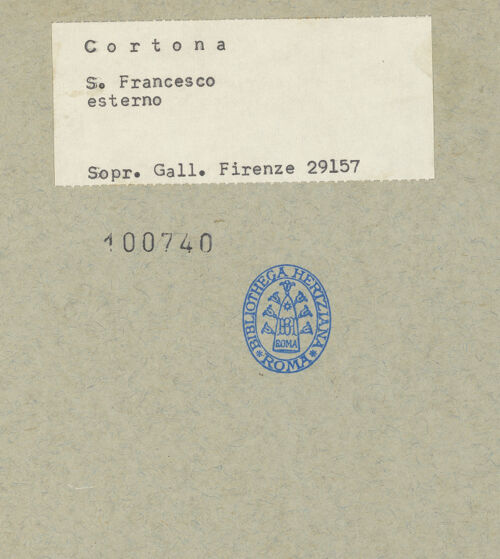 Cortona
S. Francesco
esterno
Sopr. Gall. Firenze 29157
100740
BIBLIOTHECA HERTZIANA
ROMA
ROMA